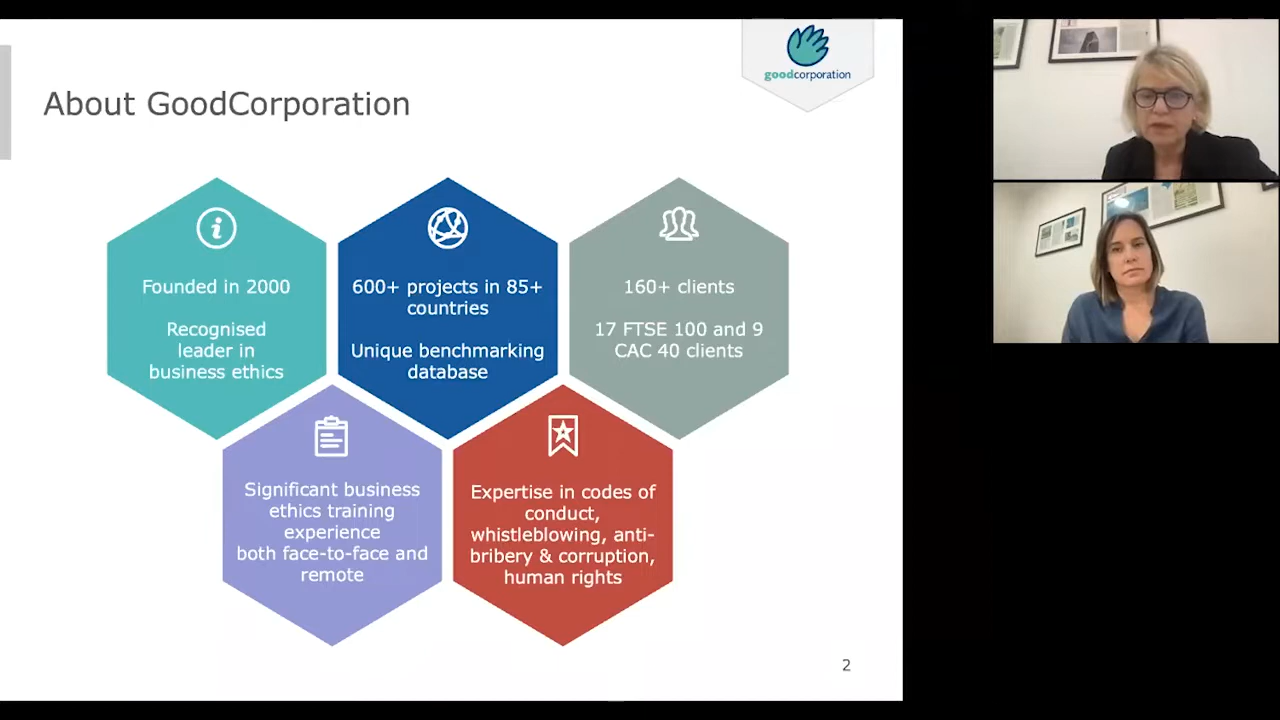 goodcorporation
About GoodCorporation
Founded in 2000
Recognised
leader in
business ethics
600+ projects in 85+
countries
Unique benchmarking
database
160+ clients
17 FTSE 100 and 9
CAC 40 clients
Significant business
ethics training
experience
both face-to-face and
remote
Expertise in codes of
conduct,
whistleblowing, anti-
bribery & corruption,
human rights
2